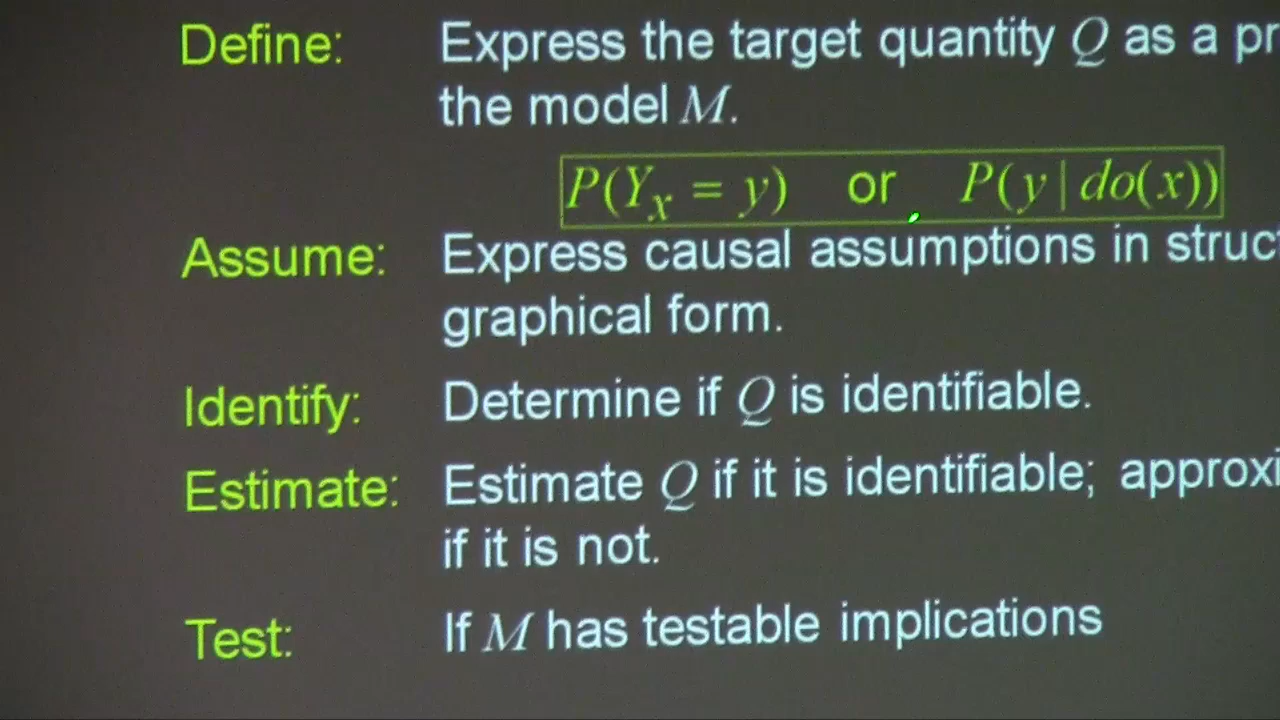 Define: Express the target quantity Q as a pr
the model M.
P(Y_x = y) or P(y | do(x))
Assume: Express causal assumptions in struc
graphical form.
Identify: Determine if Q is identifiable.
Estimate: Estimate Q if it is identifiable; approxi
if it is not.
Test: If M has testable implications